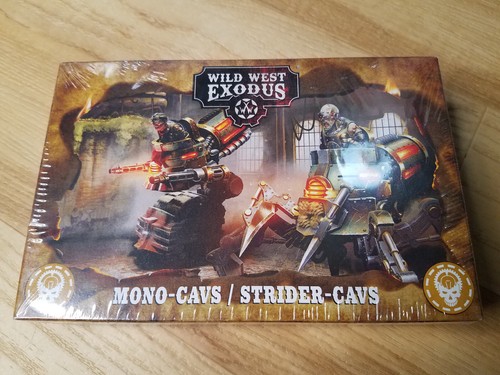 WILD WEST
EXODUS
MONO-CAVS / STRIDER-CAVS